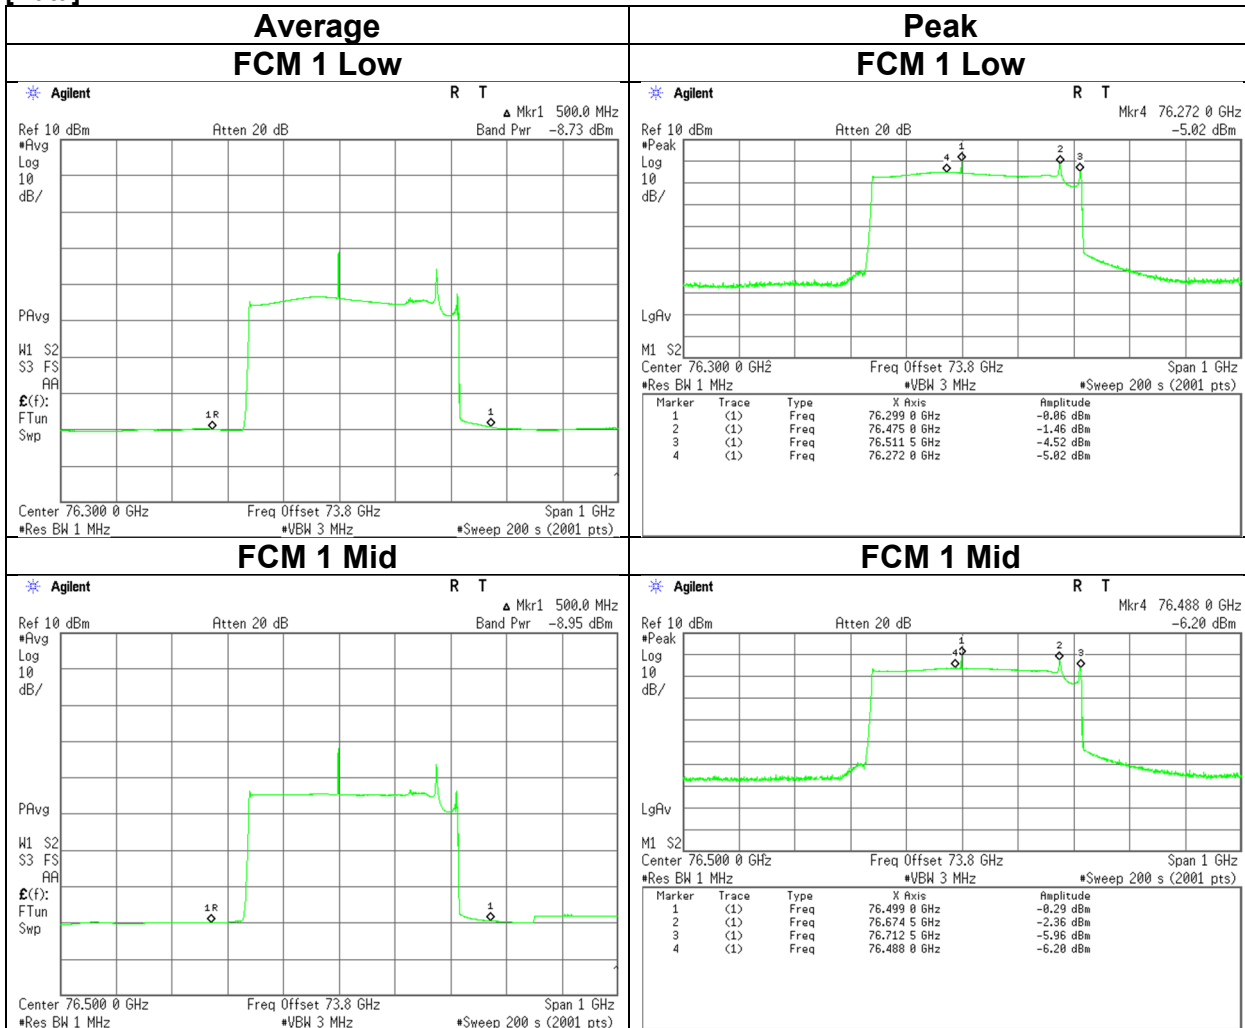 Average Peak
FCM 1 Low FCM 1 Low
Agilent R T
Δ Mkr1 500.0 MHz
Ref 10 dBm Atten 20 dB Band Pwr -8.73 dBm
#Avg
Log
10
dB/
PAvg
W1 S2
S3 FS
AA
£(f):
FTun
Swp
1R
1
Center 76.300 0 GHz Freq Offset 73.8 GHz Span 1 GHz
#Res BW 1 MHz #VBW 3 MHz #Sweep 200 s (2001 pts)
Agilent R T
Mkr4 76.272 0 GHz
Ref 10 dBm Atten 20 dB -5.02 dBm
#Peak
Log
10
dB/
4 1 2 3
LgAv
M1 S2
Center 76.300 0 GHz Freq Offset 73.8 GHz Span 1 GHz
#Res BW 1 MHz #VBW 3 MHz #Sweep 200 s (2001 pts)
Marker Trace Type X Axis Amplitude
1 (1) Freq 76.299 0 GHz -0.06 dBm
2 (1) Freq 76.475 0 GHz -1.46 dBm
3 (1) Freq 76.511 5 GHz -4.52 dBm
4 (1) Freq 76.272 0 GHz -5.02 dBm
FCM 1 Mid FCM 1 Mid
Agilent R T
Δ Mkr1 500.0 MHz
Ref 10 dBm Atten 20 dB Band Pwr -8.95 dBm
#Avg
Log
10
dB/
PAvg
W1 S2
S3 FS
AA
£(f):
FTun
Swp
1R
1
Center 76.500 0 GHz Freq Offset 73.8 GHz Span 1 GHz
#Res BW 1 MHz #VBW 3 MHz #Sweep 200 s (2001 pts)
Agilent R T
Mkr4 76.488 0 GHz
Ref 10 dBm Atten 20 dB -6.20 dBm
#Peak
Log
10
dB/
4 1 2 3
LgAv
M1 S2
Center 76.500 0 GHz Freq Offset 73.8 GHz Span 1 GHz
#Res BW 1 MHz #VBW 3 MHz #Sweep 200 s (2001 pts)
Marker Trace Type X Axis Amplitude
1 (1) Freq 76.499 0 GHz -0.29 dBm
2 (1) Freq 76.674 5 GHz -2.36 dBm
3 (1) Freq 76.712 5 GHz -5.96 dBm
4 (1) Freq 76.488 0 GHz -6.20 dBm